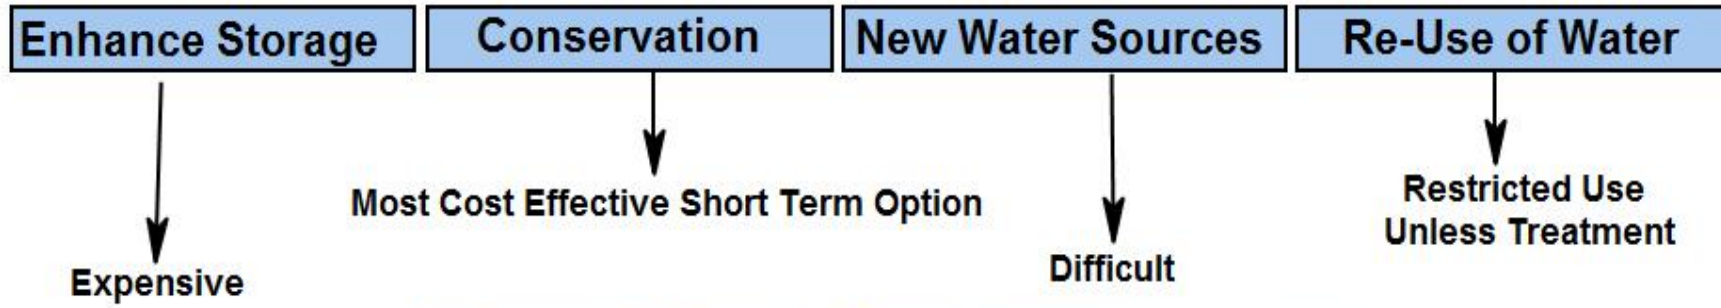 Enhance Storage
Conservation
New Water Sources
Re-Use of Water
Most Cost Effective Short Term Option
Restricted Use
Unless Treatment
Difficult
Expensive